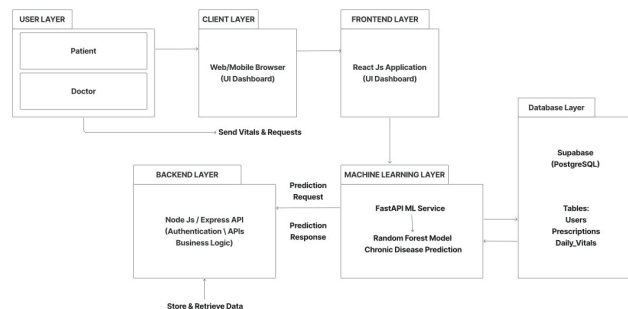 USER LAYER
Patient
Doctor
CLIENT LAYER
Web/Mobile Browser
(UI Dashboard)
FRONTEND LAYER
React Js Application
(UI Dashboard)
Send Vitals & Requests
Database Layer
Supabase
(PostgreSQL)
Tables:
Users
Prescriptions
Daily_Vitals
BACKEND LAYER
Node Js / Express API
(Authentication \ APIs
Business Logic)
Prediction
Request
Prediction
Response
MACHINE LEARNING LAYER
FastAPI ML Service
Random Forest Model
Chronic Disease Prediction
Store & Retrieve Data